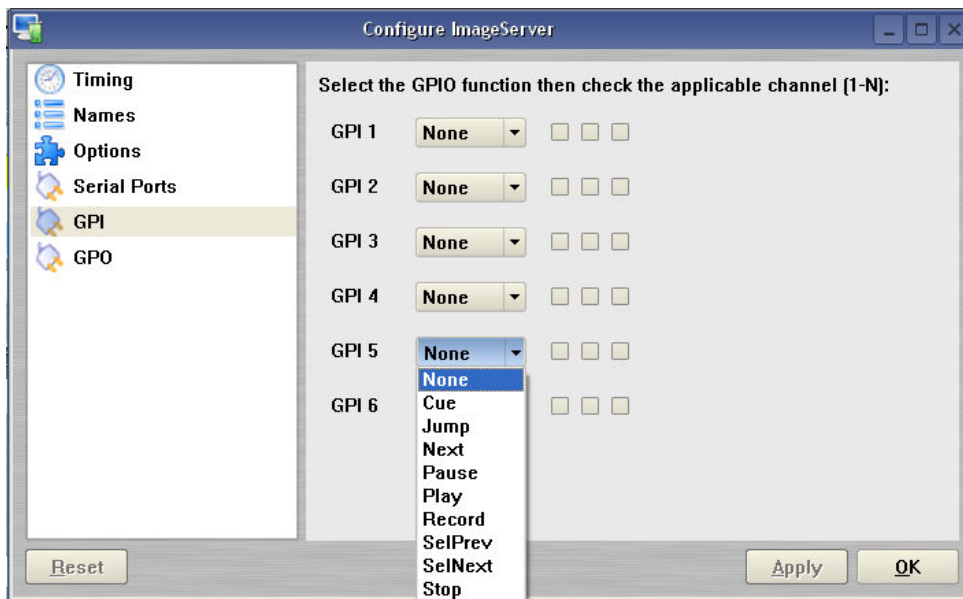 Configure ImageServer
Timing
Names
Options
Serial Ports
GPI
GPO
Select the GPIO function then check the applicable channel (1-N):
GPI 1 None
GPI 2 None
GPI 3 None
GPI 4 None
GPI 5 None
GPI 6
None
Cue
Jump
Next
Pause
Play
Record
SelPrev
SelNext
Stop
Reset
Apply
OK